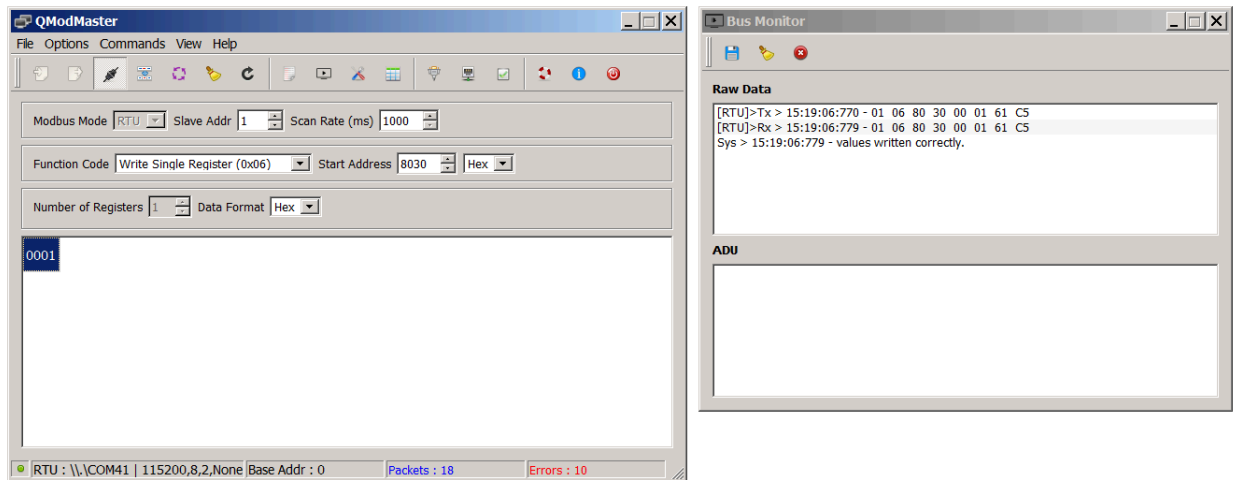 QModMaster
File Options Commands View Help
Modbus Mode RTU Slave Addr 1 Scan Rate (ms) 1000
Function Code Write Single Register (0x06) Start Address 8030 Hex
Number of Registers 1 Data Format Hex
0001
RTU : \\.\COM41 | 115200,8,2,None Base Addr : 0 Packets : 18 Errors : 10
Bus Monitor
Raw Data
[RTU]>Tx > 15:19:06:770 - 01 06 80 30 00 01 61 C5
[RTU]>Rx > 15:19:06:779 - 01 06 80 30 00 01 61 C5
Sys > 15:19:06:779 - values written correctly.
ADU